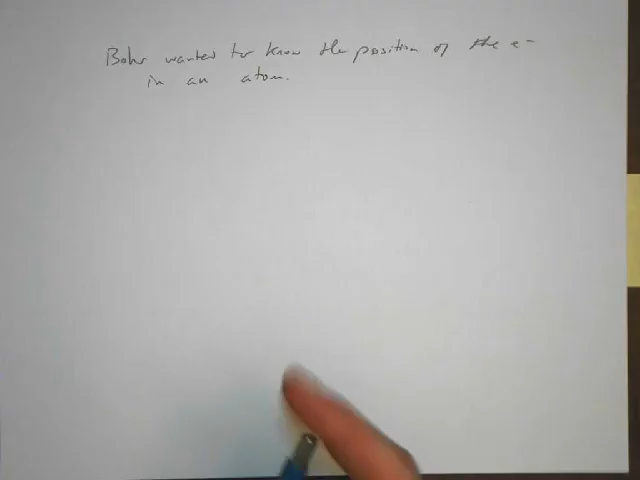 Bohr wanted to know the position of the e-
in an atom.